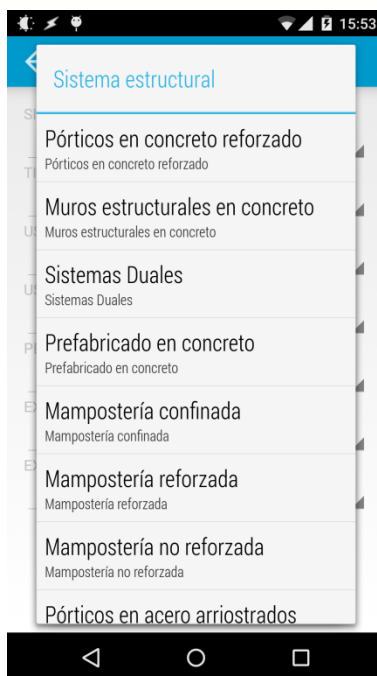 15:53
Sistema estructural
Pórticos en concreto reforzado
Pórticos en concreto reforzado
Muros estructurales en concreto
Muros estructurales en concreto
Sistemas Duales
Sistemas Duales
Prefabricado en concreto
Prefabricado en concreto
Mampostería confinada
Mampostería confinada
Mampostería reforzada
Mampostería reforzada
Mampostería no reforzada
Mampostería no reforzada
Pórticos en acero arriostrados